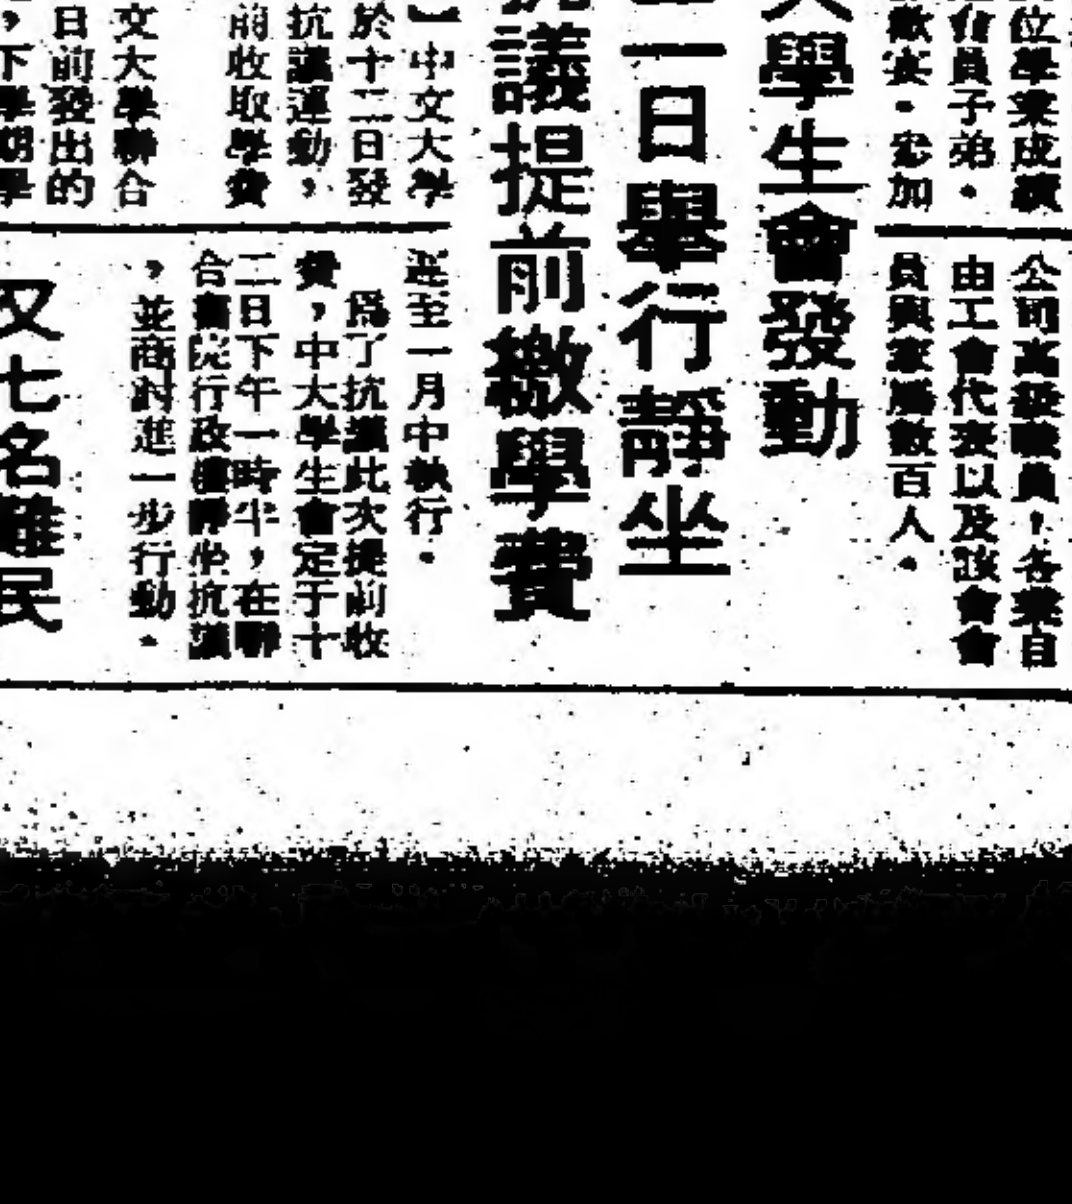 位學業成績
會員子弟。
歡宴。參加
公司高級職員，各業自
由工會代表以及該會會
員與家屬數百人。
大學生會發動
二日舉行靜坐
抗議提前繳學費
】中文大學
於十二日發
抗議運動，
前收取學費
文大學聯合
日前發出的
，下學期學
遲至一月中執行。
爲了抗議此次提前收
費，中大學生會定于十
二日下午一時半，在聯
合書院行政樓靜坐抗議
，並商討進一步行動。
又七名難民